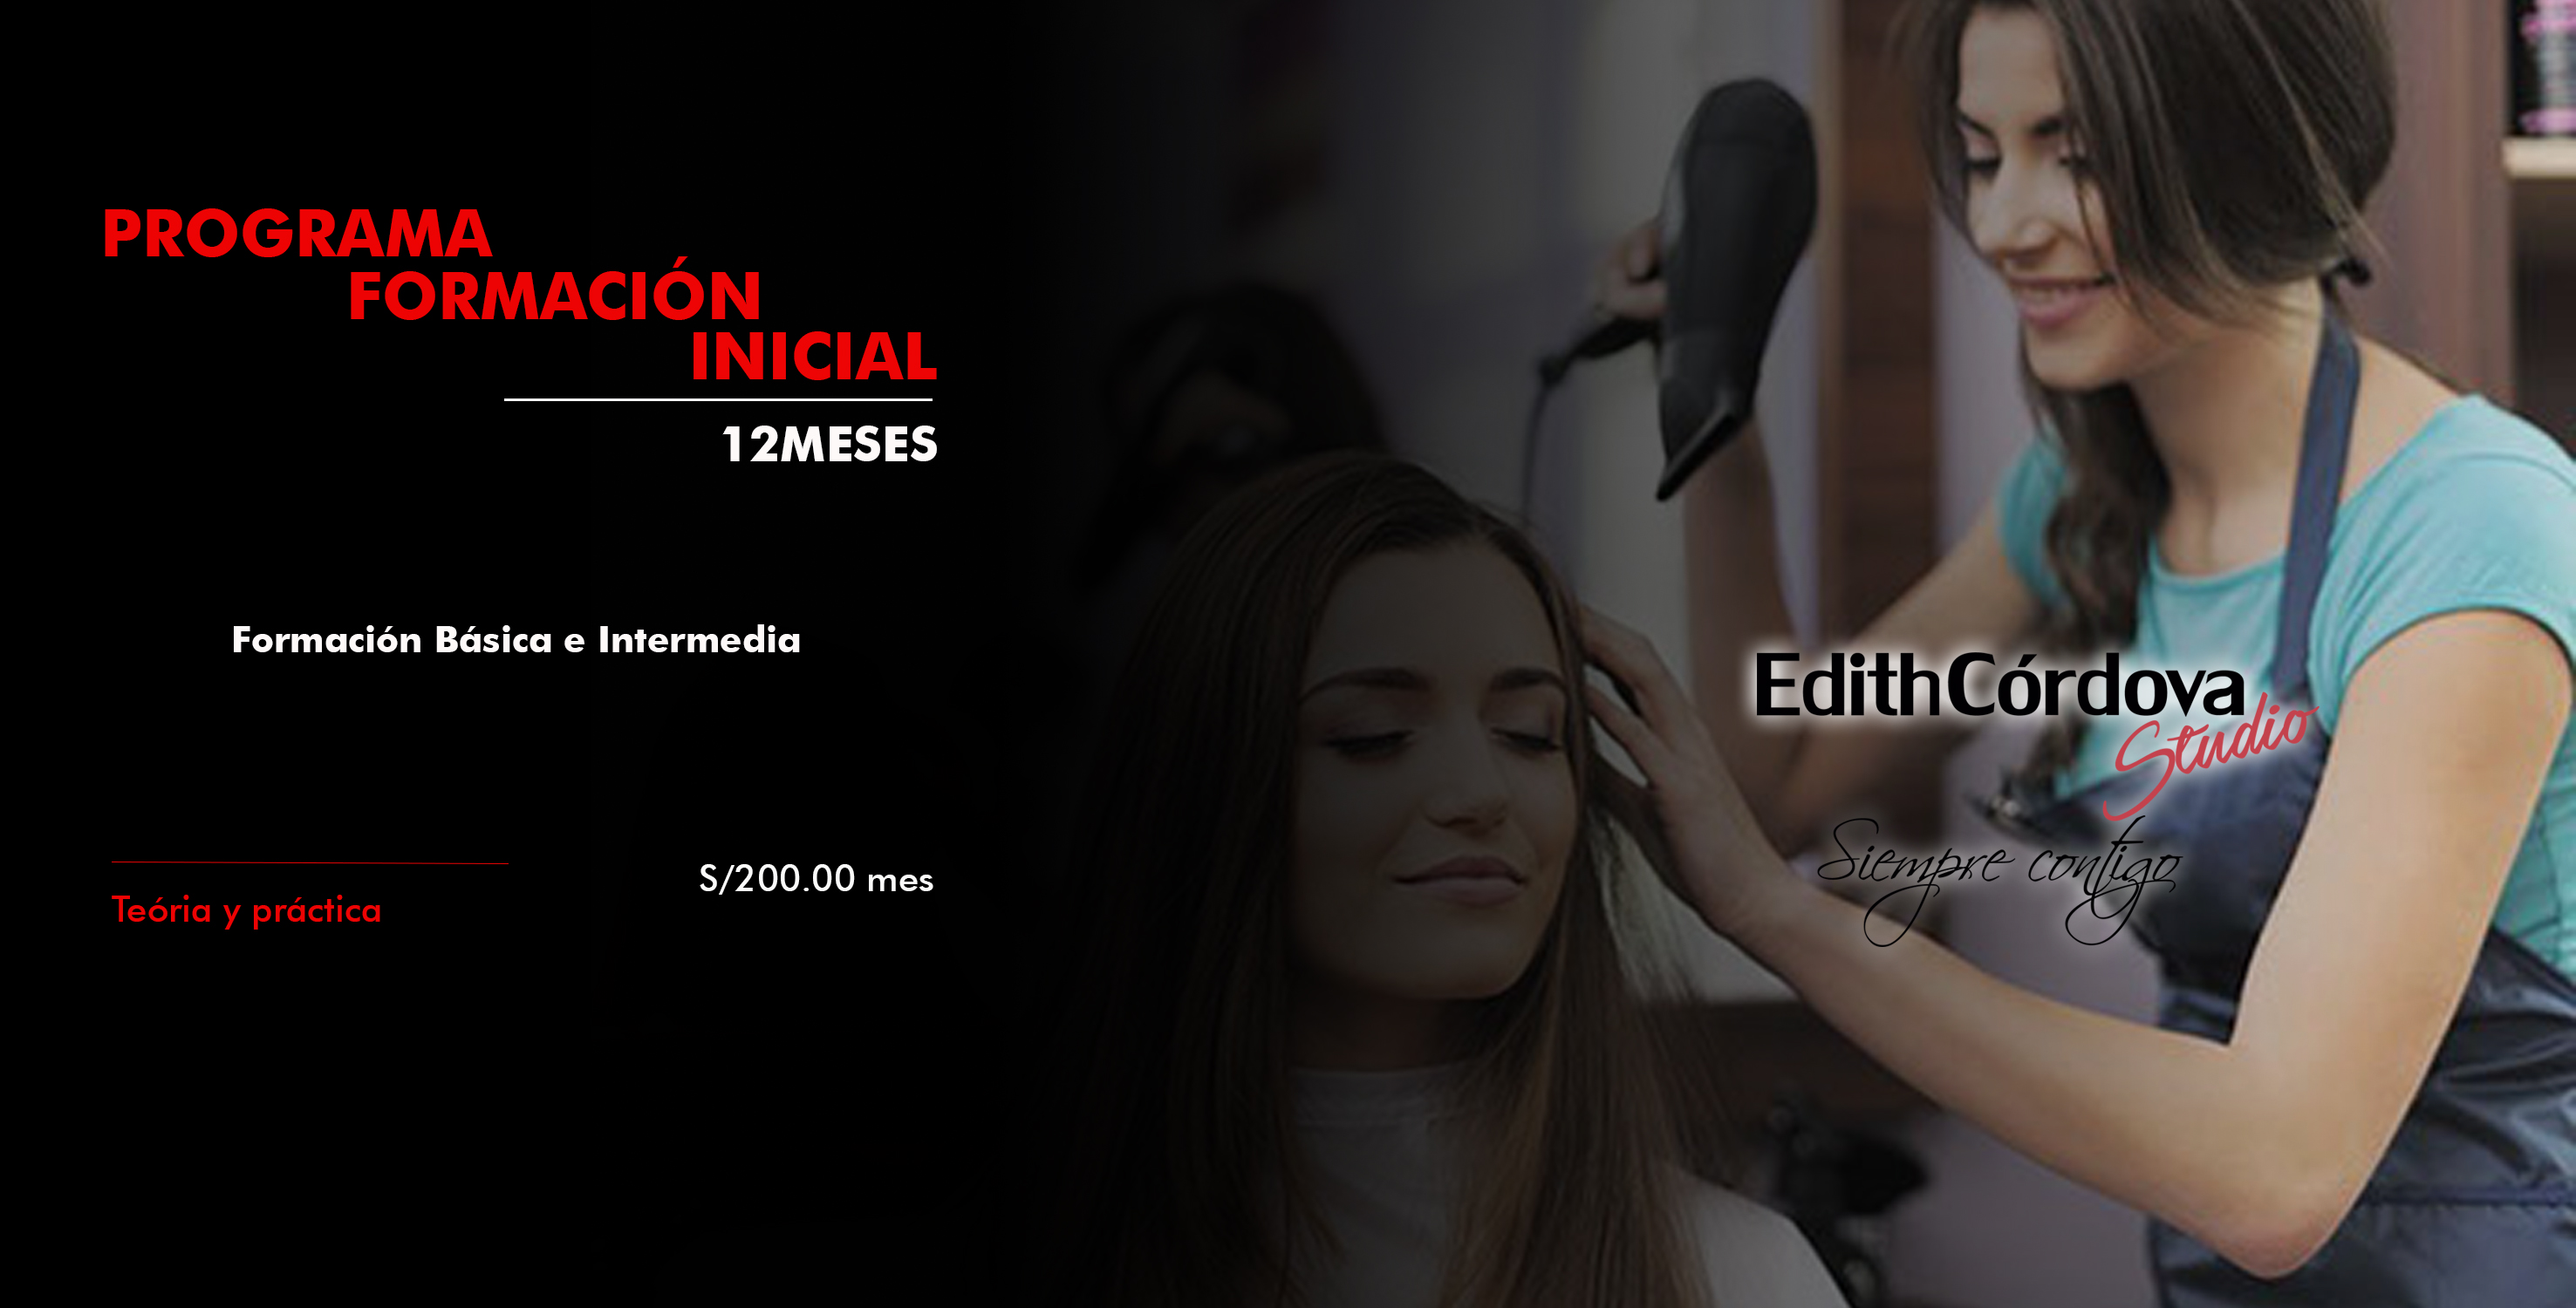 PROGRAMA
FORMACIÓN
INICIAL
12MESES
Formación Básica e Intermedia
S/200.00 mes
Teória y práctica
EdithCórdova
Studio
Siempre contigo